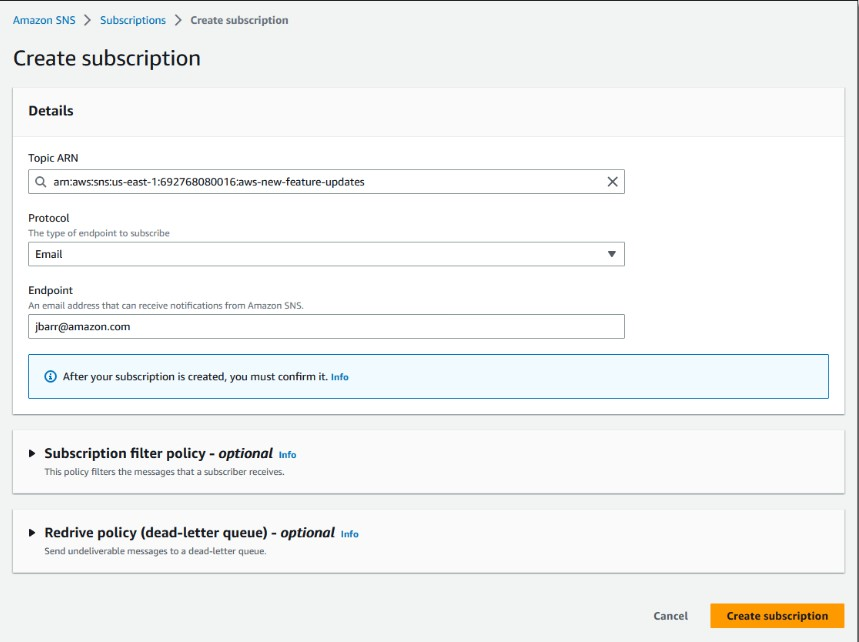 Amazon SNS > Subscriptions > Create subscription
Create subscription
Details
Topic ARN
arn:aws:sns:us-east-1:692768080016:aws-new-feature-updates
Protocol
The type of endpoint to subscribe
Email
Endpoint
An email address that can receive notifications from Amazon SNS.
jbarr@amazon.com
After your subscription is created, you must confirm it. Info
Subscription filter policy - optional Info
This policy filters the messages that a subscriber receives.
Redrive policy (dead-letter queue) - optional Info
Send undeliverable messages to a dead-letter queue.
Cancel Create subscription